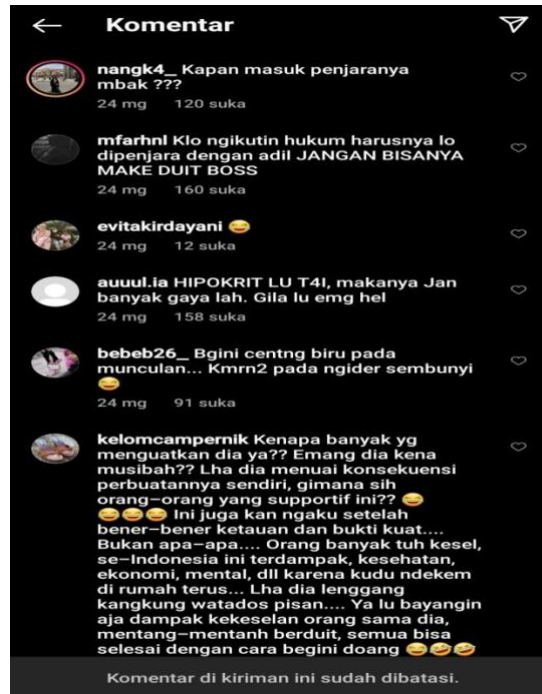 Komentar
nangk4_ Kapan masuk penjaranya
mbak ???
24 mg 120 suka
mfarhnl Klo ngikutin hukum harusnya lo
dipenjara dengan adil JANGAN BISANYA
MAKE DUIT BOSS
24 mg 160 suka
evitakirdayani 😂
24 mg 12 suka
auuul.ia HIPOKRIT LU T4I, makanya Jan
banyak gaya lah. Gila lu emg hel
24 mg 158 suka
bebeb26_ Bgini centng biru pada
munculan... Kmrn2 pada ngider sembunyi
😂
24 mg 91 suka
kelomcampernik Kenapa banyak yg
menguatkan dia ya?? Emang dia kena
musibah?? Lha dia menuai konsekuensi
perbuatannya sendiri, gimana sih
orang-orang yang supportif ini?? 😂
😂😂😂 Ini juga kan ngaku setelah
bener-bener ketauan dan bukti kuat....
Bukan apa-apa.... Orang banyak tuh kesel,
se-Indonesia ini terdampak, kesehatan,
ekonomi, mental, dll karena kudu ndekem
di rumah terus... Lha dia lenggang
kangkung watados pisan.... Ya lu bayangin
aja dampak kekeselan orang sama dia,
mentang-mentanh berduit, semua bisa
selesai dengan cara begini doang 😂🤣🤣
Komentar di kiriman ini sudah dibatasi.